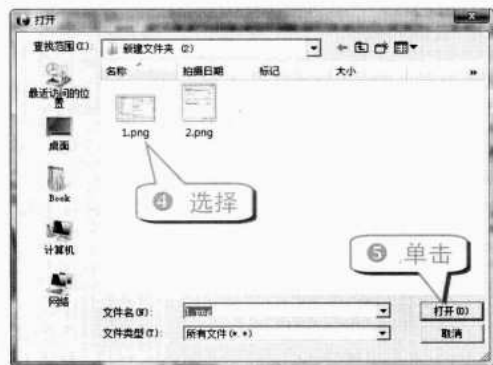 打开
查找范围(I):
新建文件夹 (2)
名称 拍摄日期 标记 大小 »
最近访问的位置
桌面
Book
计算机
网络
1.png 2.png
④ 选择
⑤ 单击
文件名(N):
打开(O)
文件类型(T): 所有文件(*.*)
取消